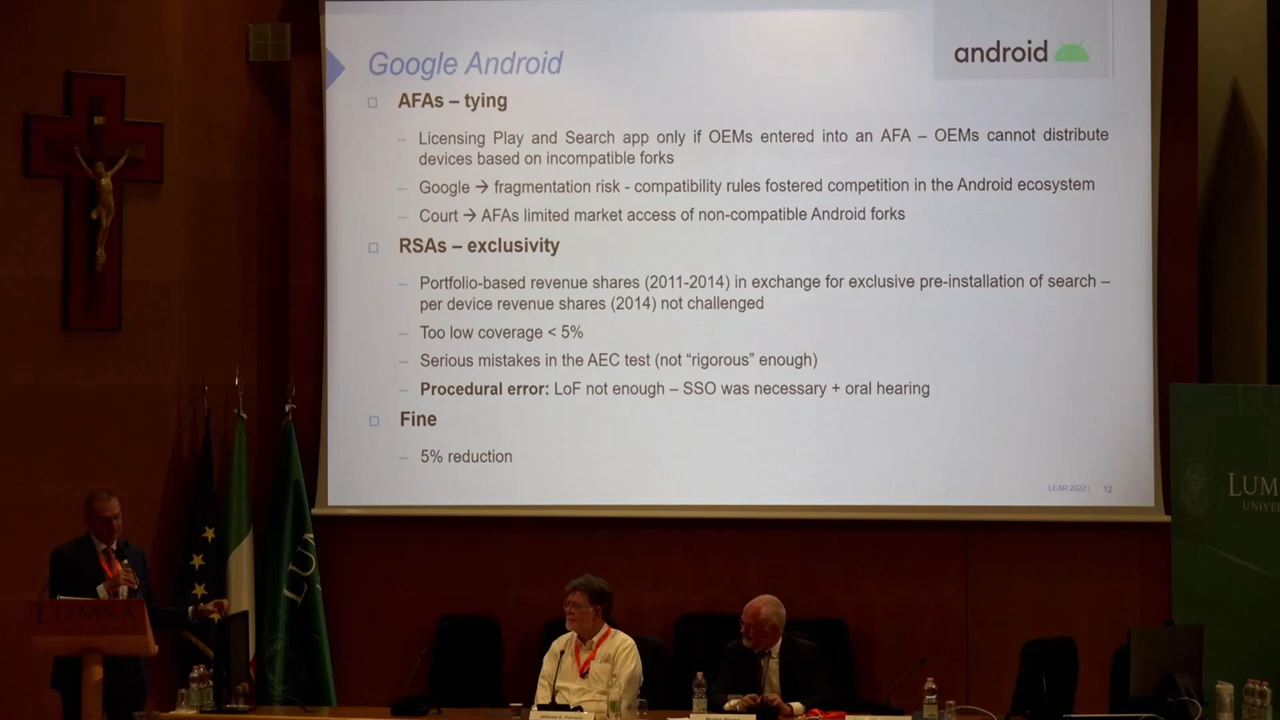 Google Android
android
AFAs – tying
– Licensing Play and Search app only if OEMs entered into an AFA – OEMs cannot distribute
devices based on incompatible forks
– Google → fragmentation risk - compatibility rules fostered competition in the Android ecosystem
– Court → AFAs limited market access of non-compatible Android forks
RSAs – exclusivity
– Portfolio-based revenue shares (2011-2014) in exchange for exclusive pre-installation of search –
per device revenue shares (2014) not challenged
– Too low coverage < 5%
– Serious mistakes in the AEC test (not “rigorous” enough)
– Procedural error: LoF not enough – SSO was necessary + oral hearing
Fine
– 5% reduction
LEAR 2022 | 12
LUM
UNIVE
LUMSA
LU